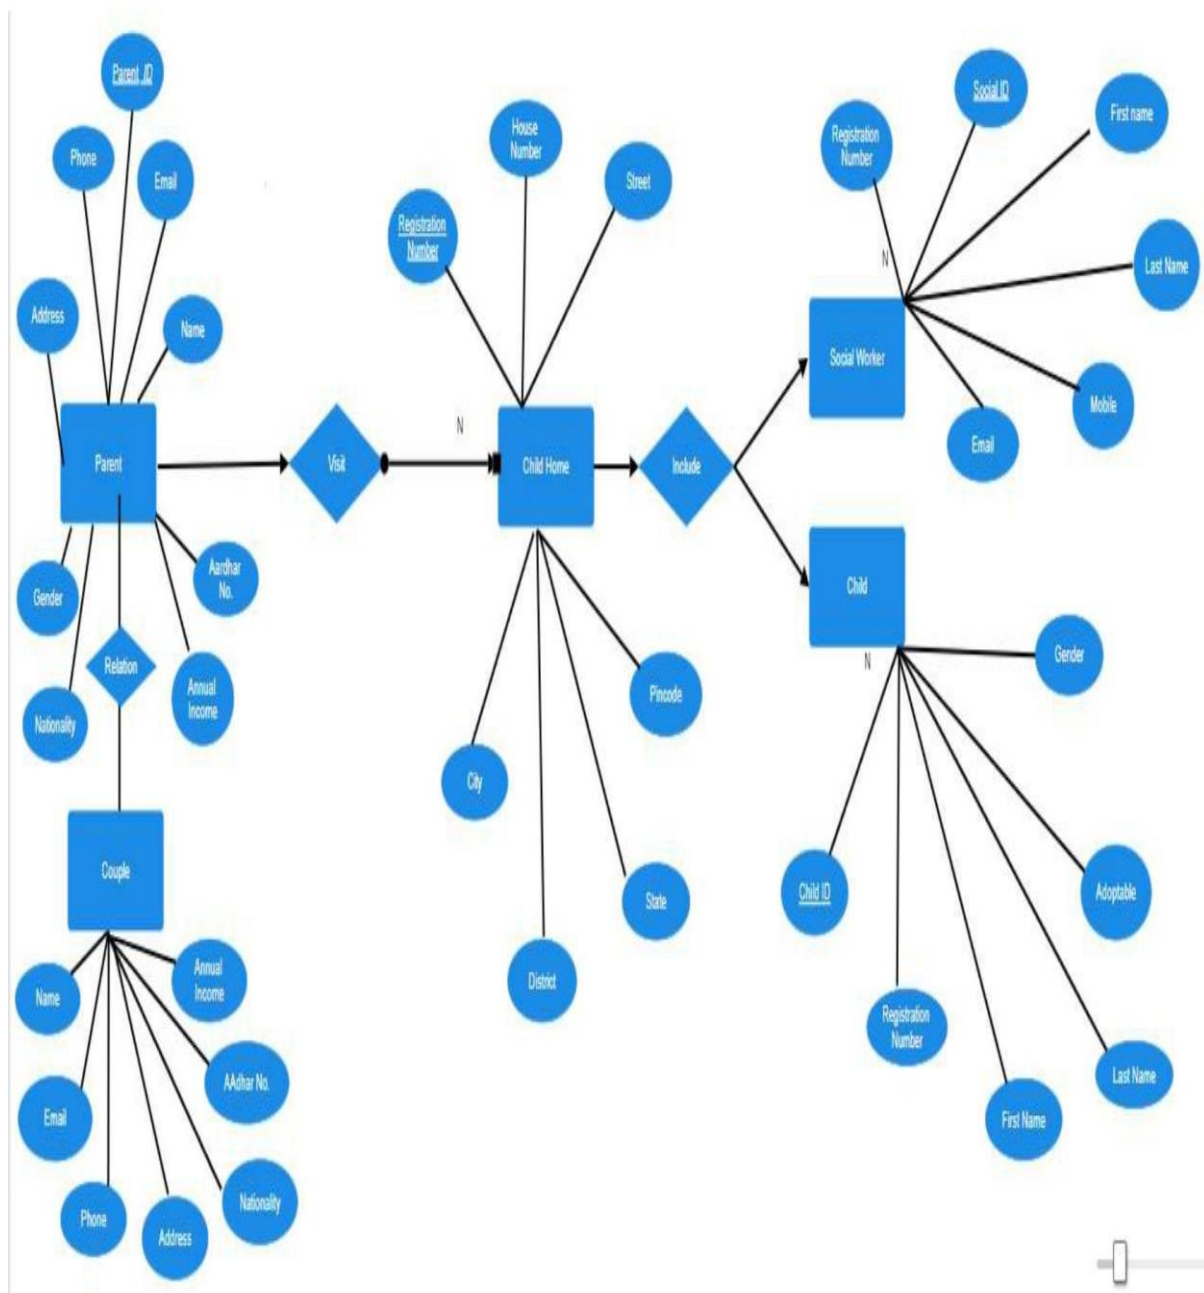 Parent_ID
Phone
Email
Address
Name
Parent
Gender
Nationality
Relation
Aardhar
No.
Annual
Income
Couple
Name
Annual
Income
AAdhar No.
Email
Nationality
Phone
Address
Visit
N
House
Number
Street
Registration
Number
Child Home
City
District
State
Pincode
Include
Social ID
First name
Registration
Number
N
Last Name
Social Worker
Mobile
Email
Child
N
Gender
Child ID
Adoptable
Registration
Number
Last Name
First Name